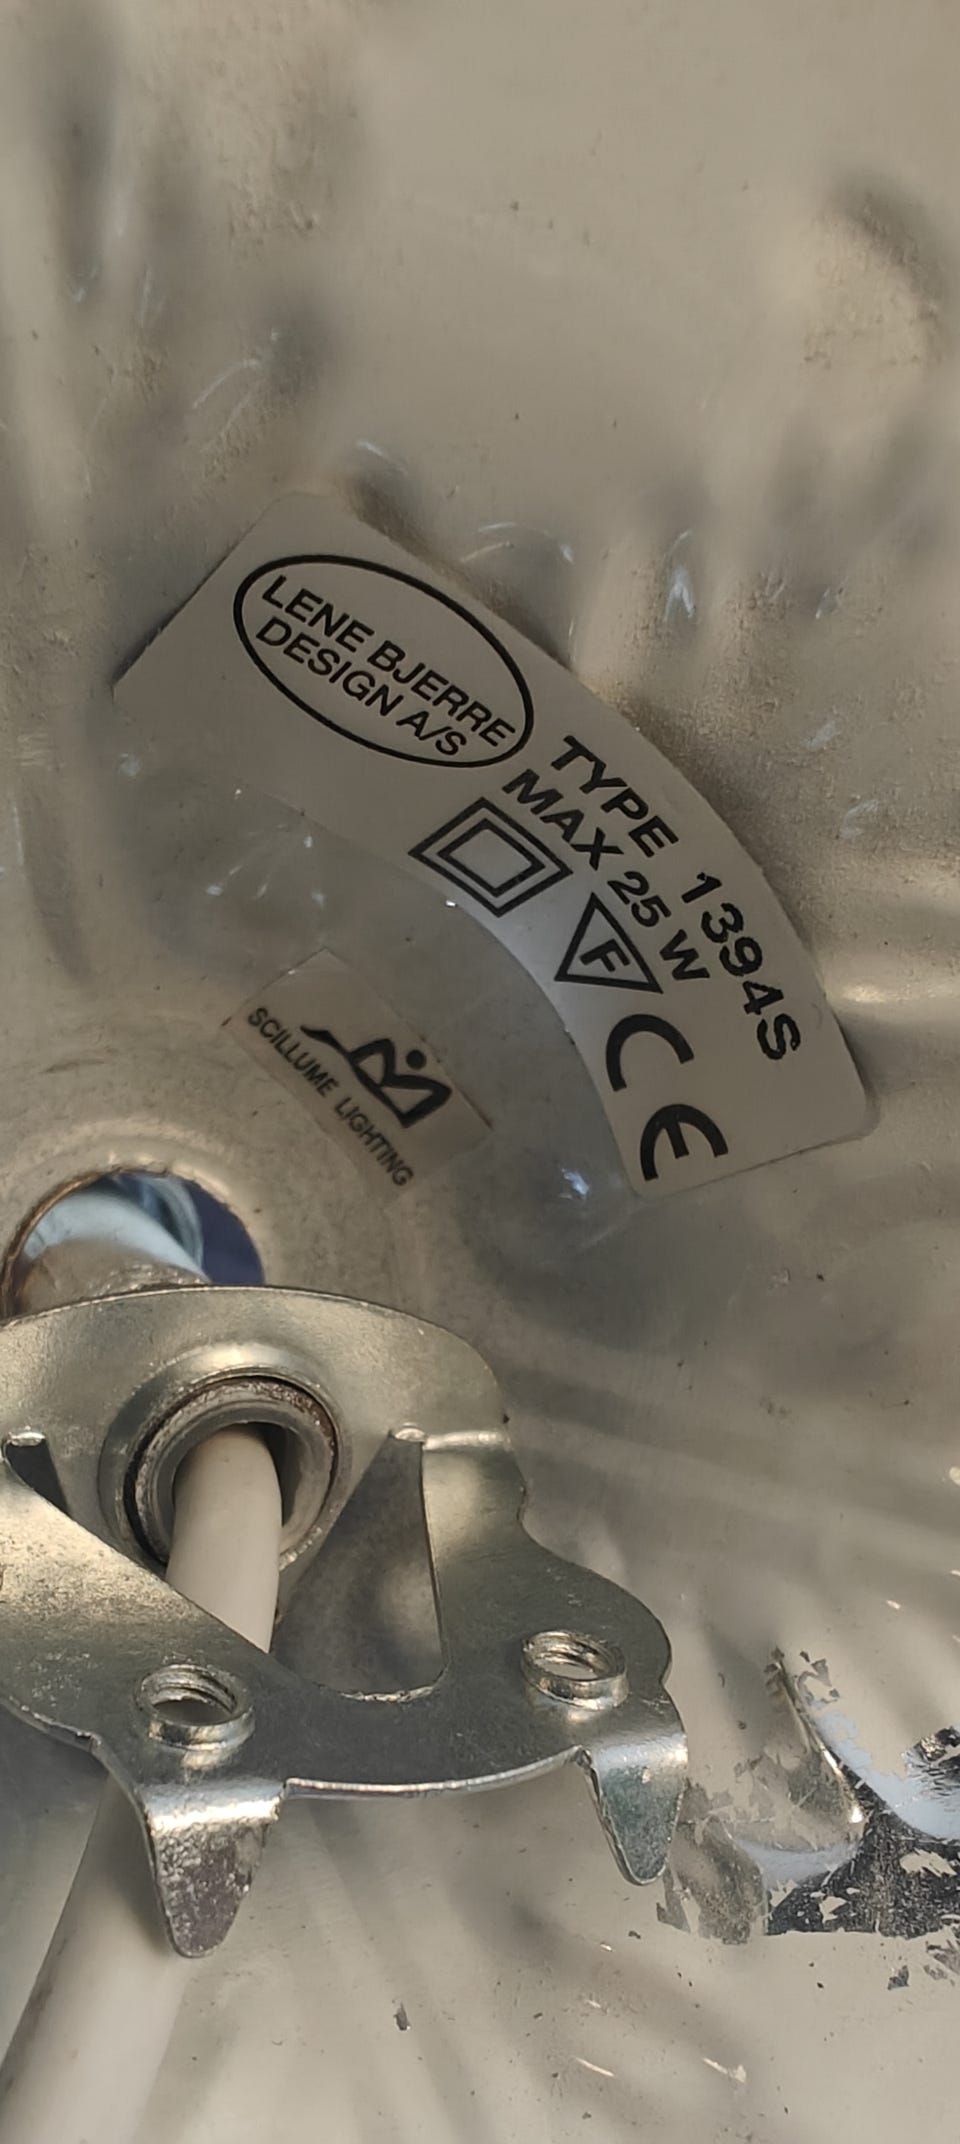 LENE BJERRE
DESIGN A/S
TYPE 1394S
MAX 25 W
F
CE
SCILLUME LIGHTING